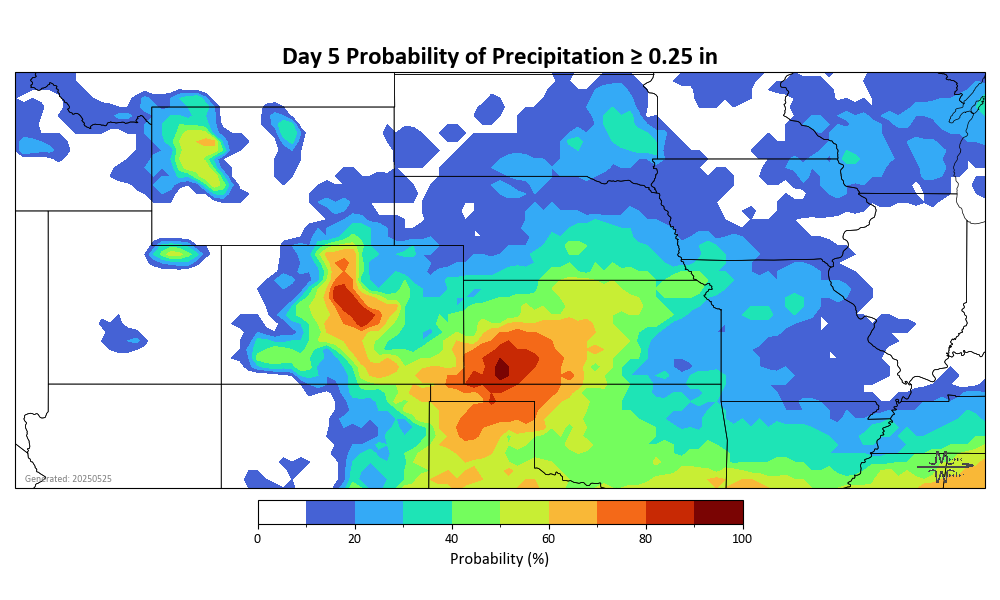 Day 5 Probability of Precipitation ≥ 0.25 in
Generated: 20250525
0 20 40 60 80 100
Probability (%)